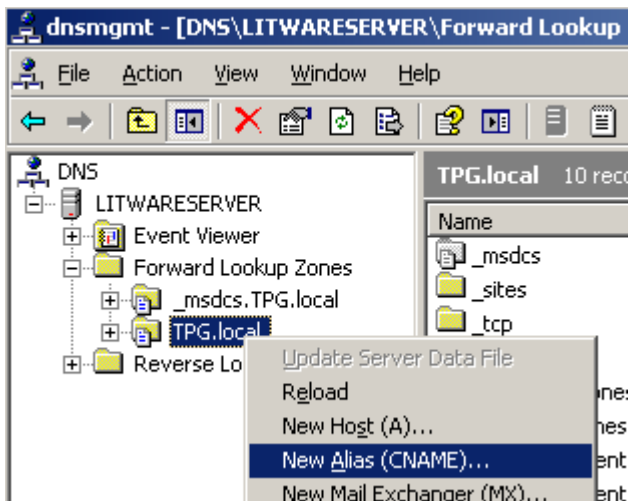 dnsmgmt - [DNS\LITWARESERVER\Forward Lookup
File Action View Window Help
DNS
LITWARESERVER
Event Viewer
Forward Lookup Zones
_msdcs.TPG.local
TPG.local
Reverse Lo
TPG.local 10 reco
Name
_msdcs
_sites
_tcp
Update Server Data File
Reload
New Host (A)...
New Alias (CNAME)...
New Mail Exchanger (MX)...